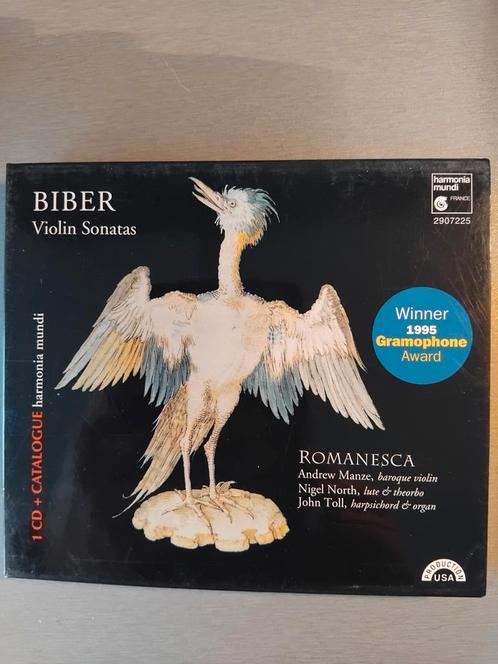 BIBER
Violin Sonatas
harmonia
mundi
FRANCE
2907225
Winner
1995
Gramophone
Award
1 CD + CATALOGUE harmonia mundi
ROMANESCA
Andrew Manze, baroque violin
Nigel North, lute & theorbo
John Toll, harpsichord & organ
PRODUCTION
USA